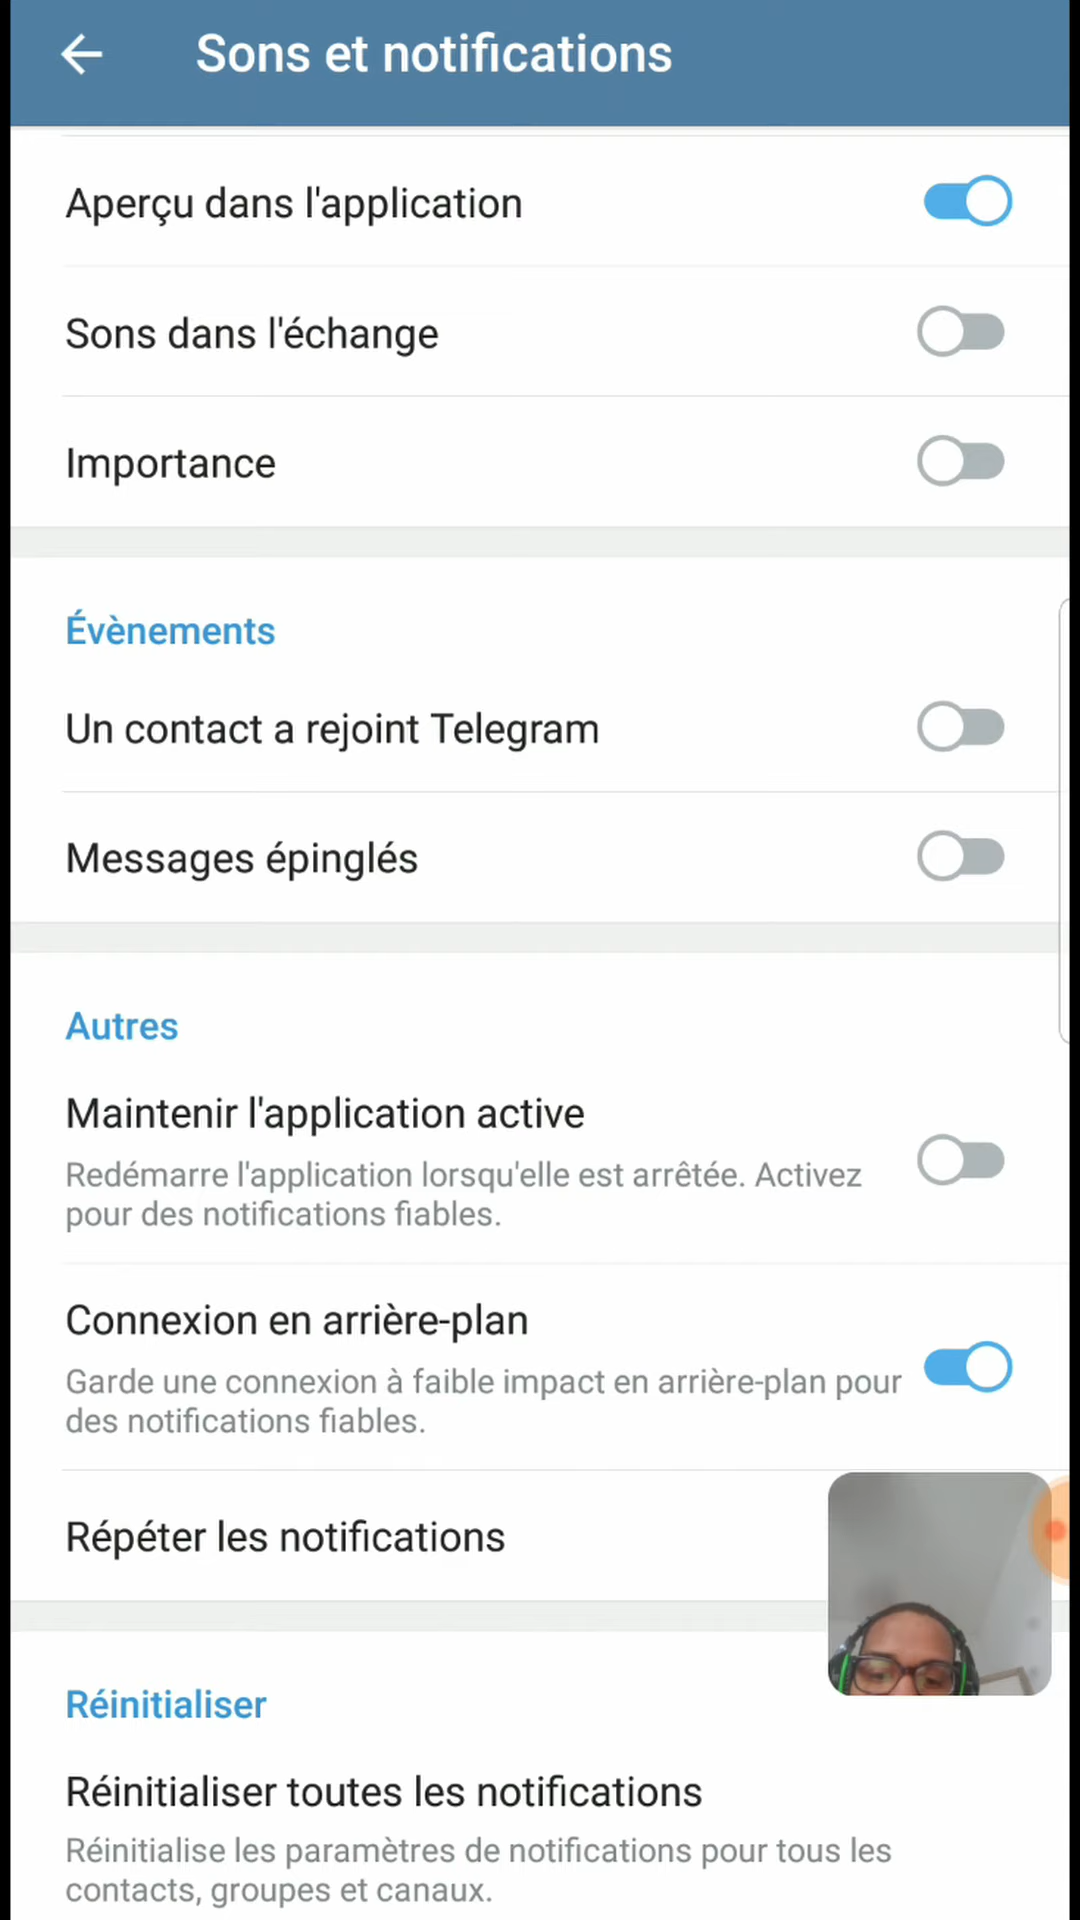 Sons et notifications
Aperçu dans l'application
Sons dans l'échange
Importance
Évènements
Un contact a rejoint Telegram
Messages épinglés
Autres
Maintenir l'application active
Redémarre l'application lorsqu'elle est arrêtée. Activez
pour des notifications fiables.
Connexion en arrière-plan
Garde une connexion à faible impact en arrière-plan pour
des notifications fiables.
Répéter les notifications
Réinitialiser
Réinitialiser toutes les notifications
Réinitialise les paramètres de notifications pour tous les
contacts, groupes et canaux.